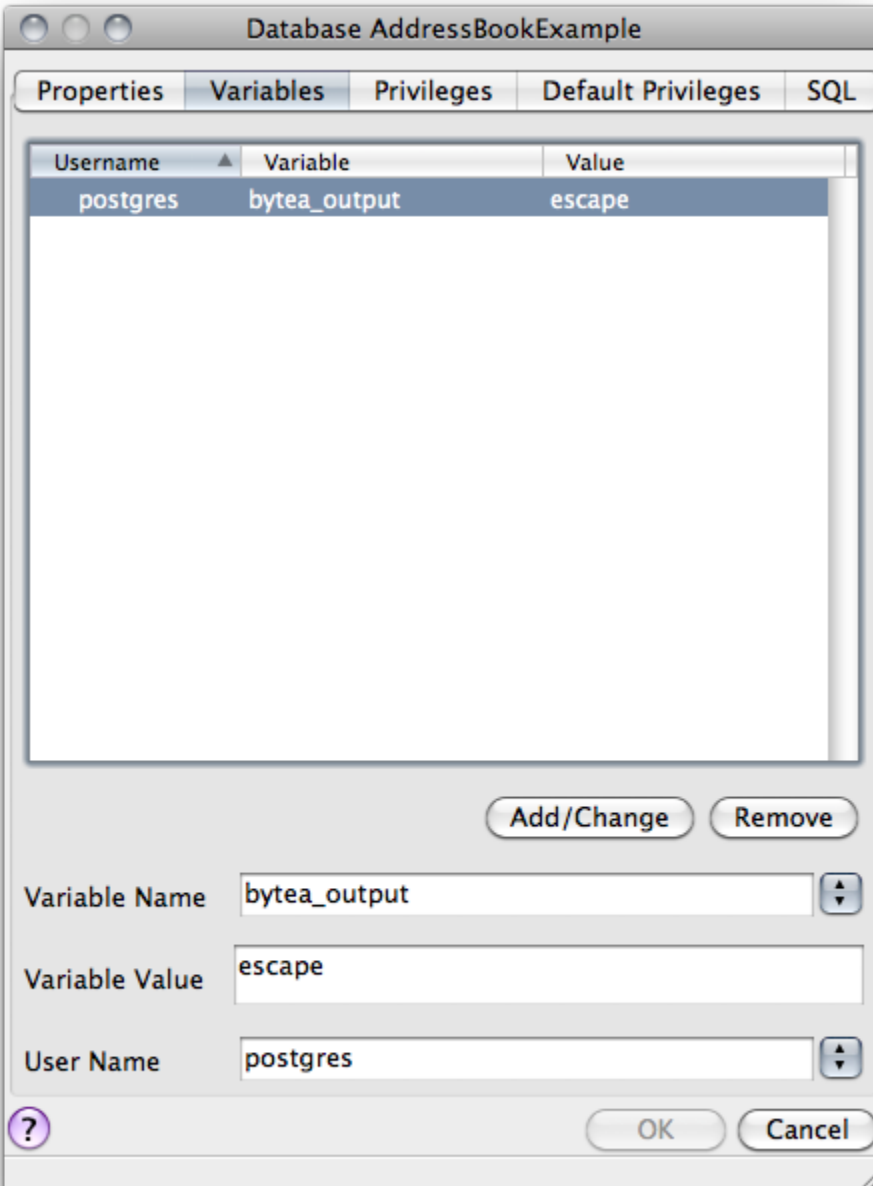 Database AddressBookExample
Properties Variables Privileges Default Privileges SQL
Username Variable Value
postgres bytea_output escape
Add/Change Remove
Variable Name bytea_output
Variable Value escape
User Name postgres
? OK Cancel